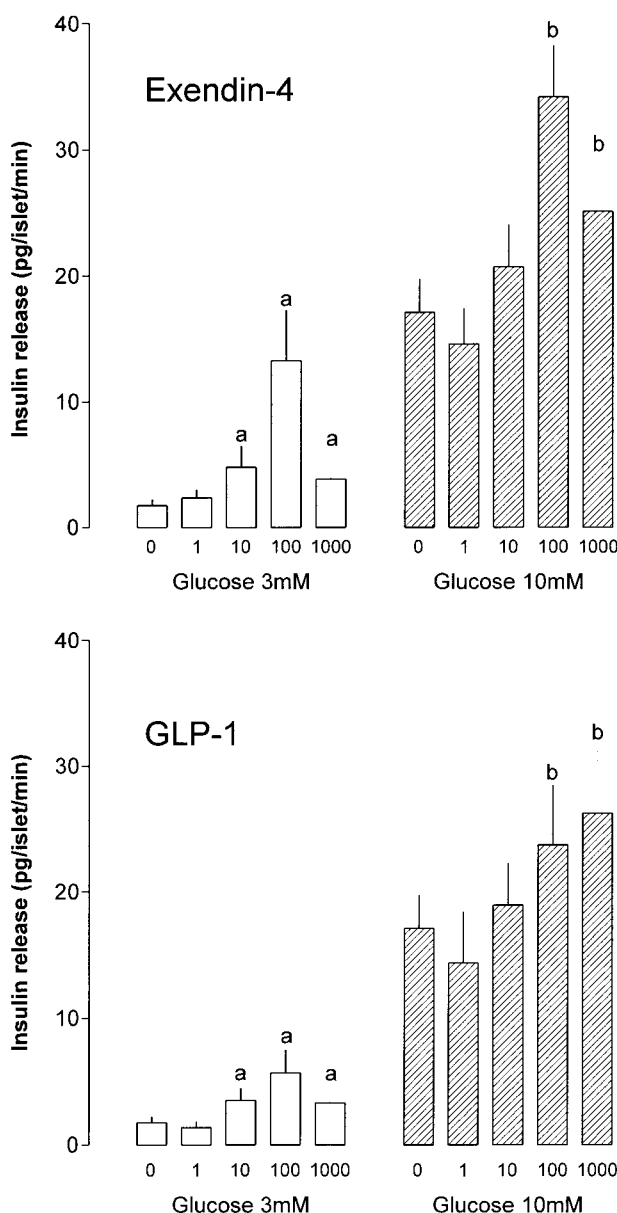 40
b
Exendin-4
30
b
Insulin release (pg/islet/min)
20
a
10
a
a
0
0 1 10 100 1000 0 1 10 100 1000
Glucose 3mM Glucose 10mM
40
GLP-1
b
30
b
Insulin release (pg/islet/min)
20
10
a
a
a
0
0 1 10 100 1000 0 1 10 100 1000
Glucose 3mM Glucose 10mM